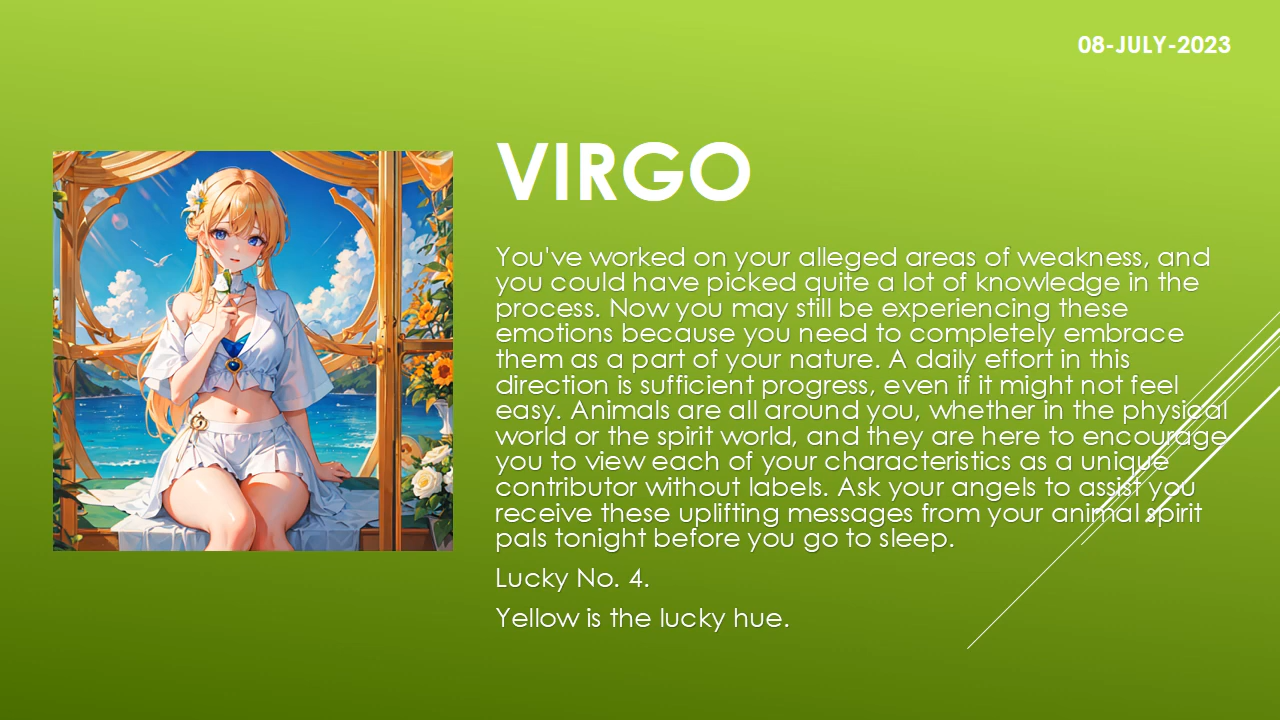 08-JULY-2023
VIRGO
You've worked on your alleged areas of weakness, and
you could have picked quite a lot of knowledge in the
process. Now you may still be experiencing these
emotions because you need to completely embrace
them as a part of your nature. A daily effort in this
direction is sufficient progress, even if it might not feel
easy. Animals are all around you, whether in the physical
world or the spirit world, and they are here to encourage
you to view each of your characteristics as a unique
contributor without labels. Ask your angels to assist you
receive these uplifting messages from your animal spirit
pals tonight before you go to sleep.
Lucky No. 4.
Yellow is the lucky hue.